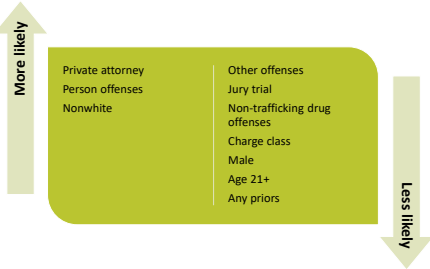 More likely
Private attorney
Person offenses
Nonwhite
Other offenses
Jury trial
Non-trafficking drug
offenses
Charge class
Male
Age 21+
Any priors
Less likely